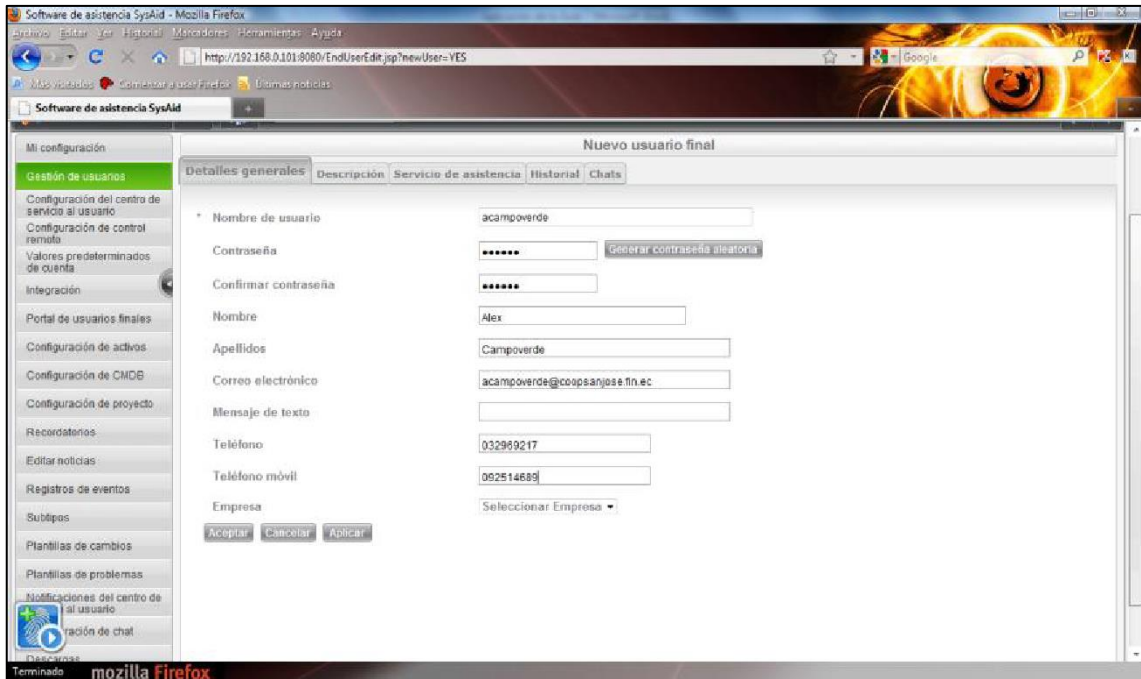 Software de asistencia SysAid - Mozilla Firefox
Archivo Editar Ver Historial Marcadores Herramientas Ayuda
http://192.168.0.101:8080/EndUserEdit.jsp?newUser=YES
Google
Más visitados Comenzar a usar Firefox Últimas noticias
Software de asistencia SysAid
Mi configuración
Gestión de usuarios
Configuración del centro de
servicio al usuario
Configuración de control
remoto
Valores predeterminados
de cuenta
Integración
Portal de usuarios finales
Configuración de activos
Configuración de CMDB
Configuración de proyecto
Recordatorios
Editar noticias
Registros de eventos
Subtipos
Plantillas de cambios
Plantillas de problemas
Notificaciones del centro de
al usuario
ración de chat
Descargas
Nuevo usuario final
Detalles generales Descripción Servicio de asistencia Historial Chats
* Nombre de usuario acampoverde
Contraseña •••••• Generar contraseña aleatoria
Confirmar contraseña ••••••
Nombre Alex
Apellidos Campoverde
Correo electrónico acampoverde@coopsanjose.fin.ec
Mensaje de texto
Teléfono 032969217
Teléfono móvil 092514689
Empresa Seleccionar Empresa
Aceptar Cancelar Aplicar
Terminado mozilla Firefox